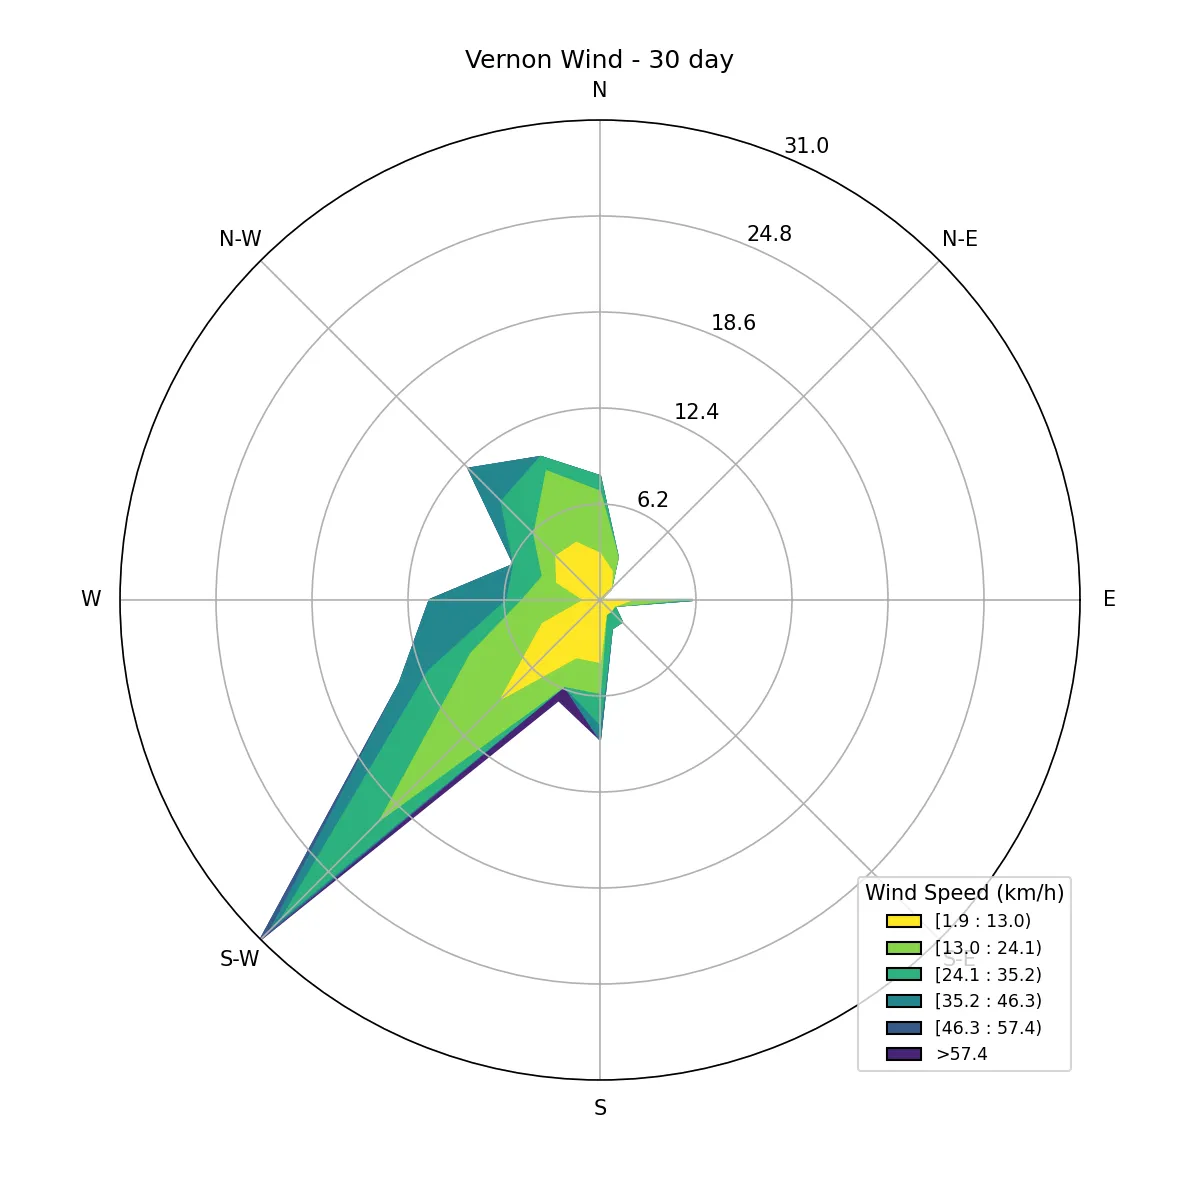 Vernon Wind - 30 day
N
31.0
N-W
24.8
N-E
18.6
12.4
6.2
W
E
S-W
S-E
Wind Speed (km/h)
[1.9 : 13.0)
[13.0 : 24.1)
[24.1 : 35.2)
[35.2 : 46.3)
[46.3 : 57.4)
>57.4
S